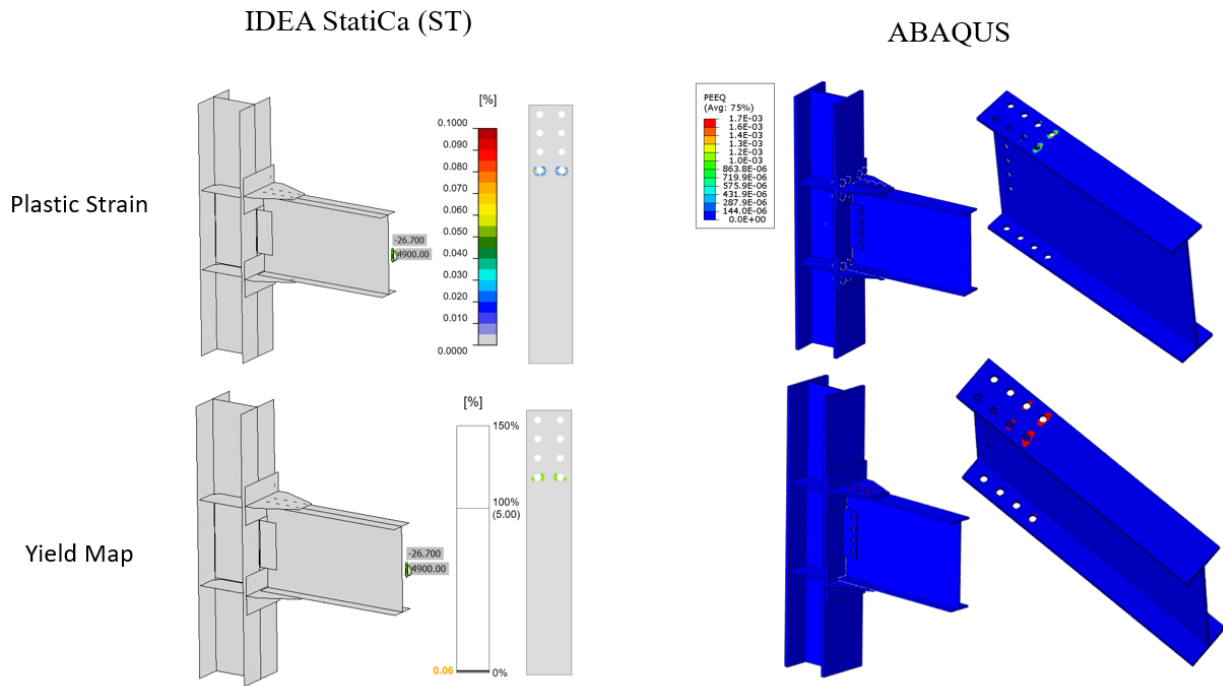 IDEA StatiCa (ST)
ABAQUS
Plastic Strain
[%]
0.1000
0.090
0.080
0.070
0.060
0.050
0.040
0.030
0.020
0.010
0.0000
-26.700
4900.00
PEEQ
(Avg: 75%)
1.7E-03
1.6E-03
1.4E-03
1.3E-03
1.2E-03
1.0E-03
863.8E-06
719.9E-06
575.9E-06
431.9E-06
287.9E-06
144.0E-06
0.0E+00
Yield Map
[%]
150%
100%
(5.00)
0.06
0%
-26.700
4900.00